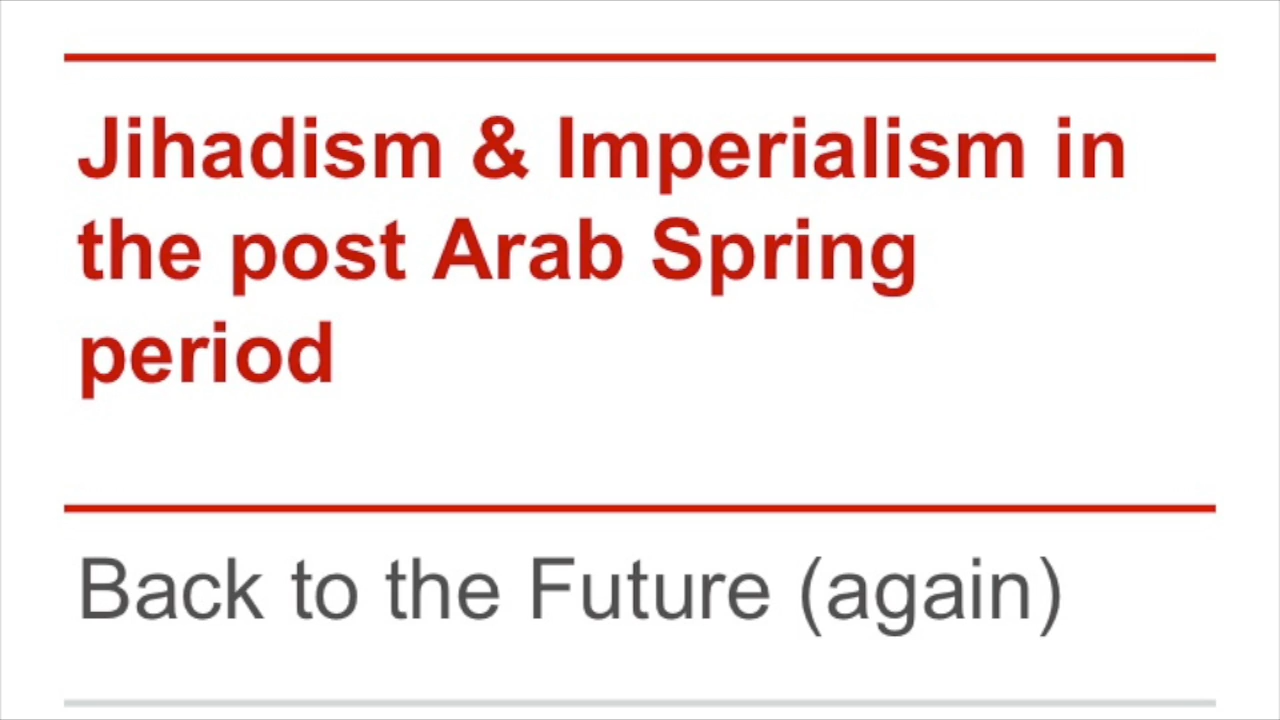 Jihadism & Imperialism in
the post Arab Spring
period
Back to the Future (again)